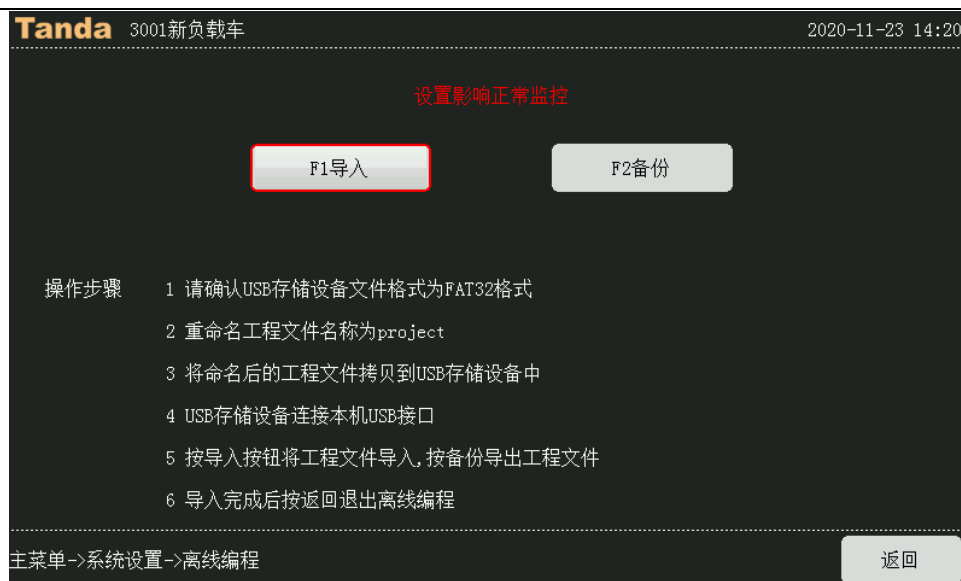 Tanda 3001新负载车 2020-11-23 14:20
设置影响正常监控
F1导入 F2备份
操作步骤 1 请确认USB存储设备文件格式为FAT32格式
2 重命名工程文件名称为project
3 将命名后的工程文件拷贝到USB存储设备中
4 USB存储设备连接本机USB接口
5 按导入按钮将工程文件导入,按备份导出工程文件
6 导入完成后按返回退出离线编程
主菜单->系统设置->离线编程 返回